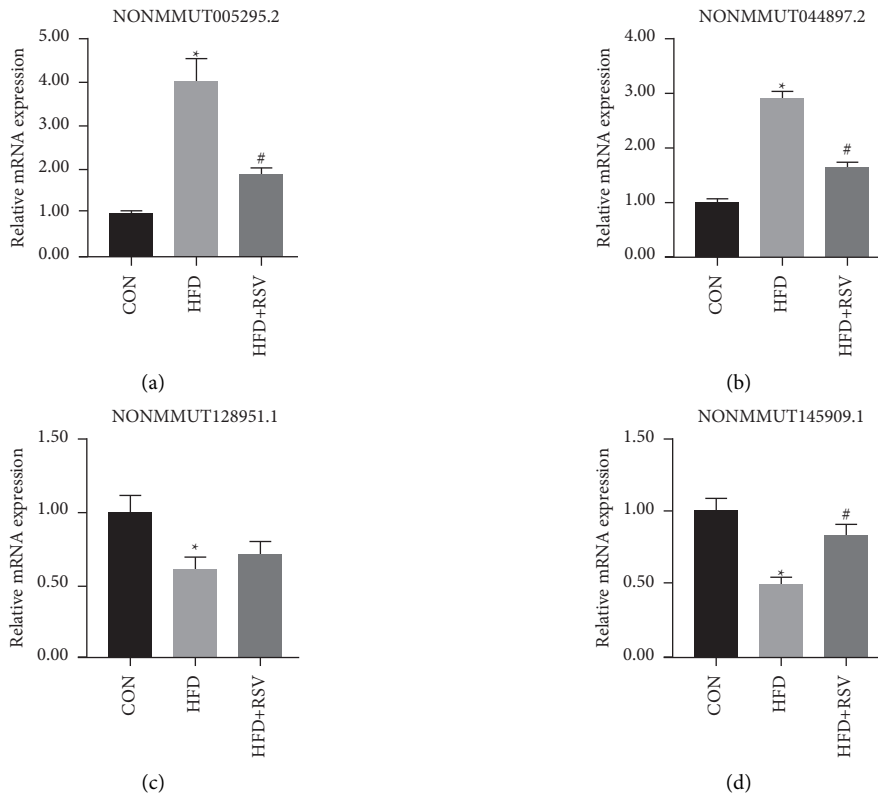 NONMMUT005295.2
Relative mRNA expression
5.00
4.00
3.00
2.00
1.00
0.00
*
#
CON
HFD
HFD+RSV
(a)
NONMMUT044897.2
Relative mRNA expression
4.00
3.00
2.00
1.00
0.00
*
#
CON
HFD
HFD+RSV
(b)
NONMMUT128951.1
Relative mRNA expression
1.50
1.00
0.50
0.00
*
CON
HFD
HFD+RSV
(c)
NONMMUT145909.1
Relative mRNA expression
1.50
1.00
0.50
0.00
*
#
CON
HFD
HFD+RSV
(d)